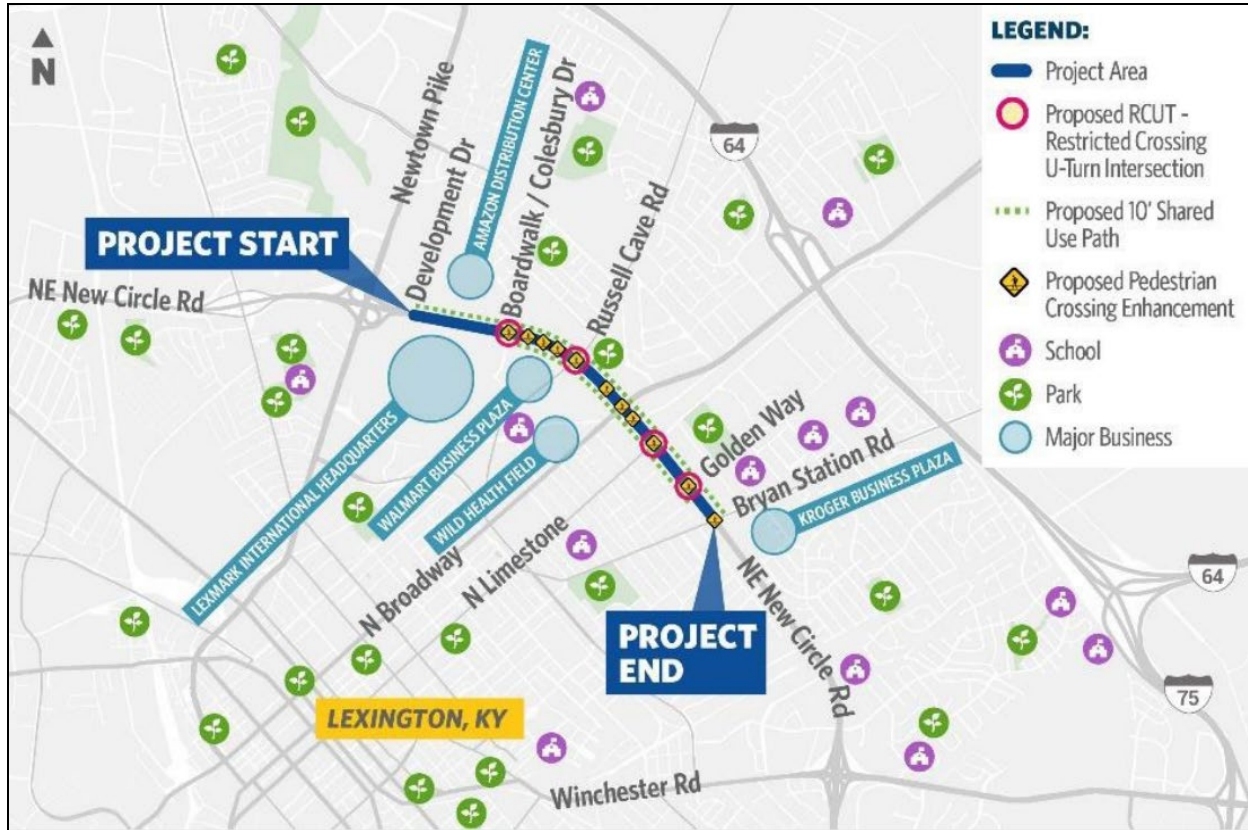 N
Newtown Pike
Development Dr
AMAZON DISTRIBUTION CENTER
Boardwalk / Colesbury Dr
Russell Cave Rd
64
PROJECT START
NE New Circle Rd
LEXMARK INTERNATIONAL HEADQUARTERS
WALMART BUSINESS PLAZA
WILD HEALTH FIELD
Golden Way
Bryan Station Rd
KROGER BUSINESS PLAZA
N Broadway
N Limestone
NE New Circle Rd
PROJECT
END
64
75
LEXINGTON, KY
Winchester Rd
LEGEND:
Project Area
Proposed RCUT -
Restricted Crossing
U-Turn Intersection
Proposed 10' Shared
Use Path
Proposed Pedestrian
Crossing Enhancement
School
Park
Major Business